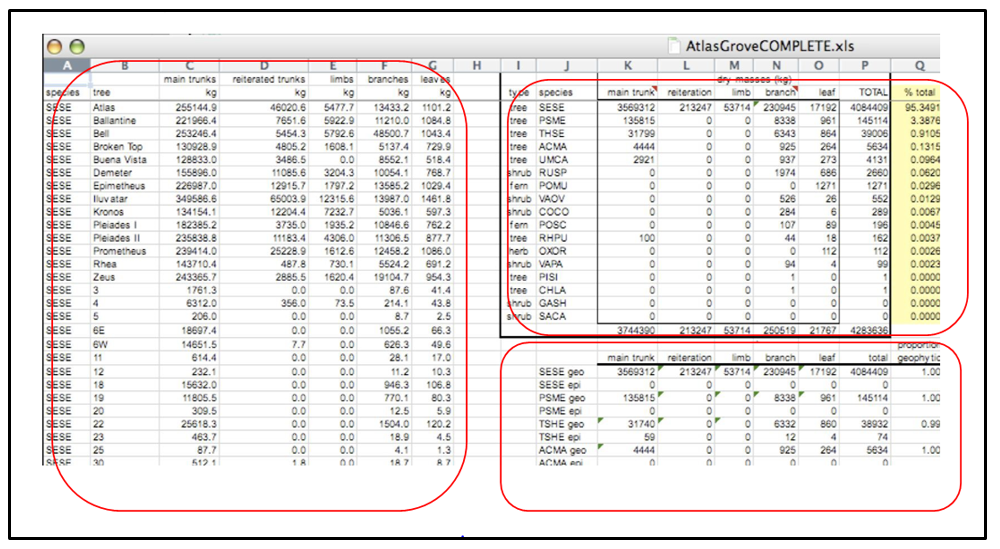 AtlasGroveCOMPLETE.xls
A B C D E F G H I J K L M N O P Q
main trunks reiterated trunks limbs branches leaves dry masses (kg)
species tree kg kg kg kg kg type species main trunk reiteration limb branch leaf TOTAL % total
SESE Atlas 255144.9 46020.6 5477.7 13433.2 1101.2 tree SESE 3569312 213247 53714 230945 17192 4084409 95.3491
SESE Ballantine 221966.4 7651.6 5922.9 11210.0 1084.8 tree PSME 135815 0 0 8338 961 145114 3.3876
SESE Bell 253246.4 5454.3 5792.6 48500.7 1043.4 tree THSE 31799 0 0 6343 864 39006 0.9105
SESE Broken Top 130928.9 4805.2 1608.1 5137.4 729.9 tree ACMA 4444 0 0 925 264 5634 0.1315
SESE Buena Vista 128833.0 3486.5 0.0 8552.1 518.4 tree UMCA 2921 0 0 937 273 4131 0.0964
SESE Demeter 155896.0 11085.6 3204.3 10054.1 768.7 shrub RUSP 0 0 0 1974 686 2660 0.0620
SESE Epimetheus 226987.0 12915.7 1797.2 13585.2 1029.4 fern POMU 0 0 0 0 1271 1271 0.0296
SESE Iluvatar 349586.6 65003.9 12315.6 13987.0 1461.8 shrub VAOV 0 0 0 526 26 552 0.0129
SESE Kronos 134154.1 12204.4 7232.7 5036.1 597.3 shrub COCO 0 0 0 284 6 289 0.0067
SESE Pleiades I 182385.2 3735.0 1935.2 10846.6 762.2 fern POSC 0 0 0 107 89 196 0.0045
SESE Pleiades II 235838.8 11183.4 4306.0 11306.5 877.7 tree RHPU 100 0 0 44 18 162 0.0037
SESE Prometheus 239414.0 25228.9 1612.6 12458.2 1086.0 herb OXOR 0 0 0 0 112 112 0.0026
SESE Rhea 143710.4 487.8 730.1 5524.2 691.2 shrub VAPA 0 0 0 94 4 99 0.0023
SESE Zeus 243365.7 2885.5 1620.4 19104.7 954.3 tree PISI 0 0 0 1 0 1 0.0000
SESE 3 1761.3 0.0 0.0 87.6 41.4 tree CHLA 0 0 0 1 0 1 0.0000
SESE 4 6312.0 356.0 73.5 214.1 43.8 shrub GASH 0 0 0 0 0 0 0.0000
SESE 5 206.0 0.0 0.0 8.7 2.5 shrub SACA 0 0 0 0 0 0 0.0000
SESE 6E 18697.4 0.0 0.0 1055.2 66.3 3744390 213247 53714 250519 21767 4283636
SESE 6W 14651.5 7.7 0.0 626.3 49.6 proportion
SESE 11 614.4 0.0 0.0 28.1 17.0 main trunk reiteration limb branch leaf total geophytic
SESE 12 232.1 0.0 0.0 11.2 10.3 SESE geo 3569312 213247 53714 230945 17192 4084409 1.00
SESE 18 15632.0 0.0 0.0 946.3 106.8 SESE epi 0 0 0 0 0 0
SESE 19 11805.5 0.0 0.0 770.1 80.3 PSME geo 135815 0 0 8338 961 145114 1.00
SESE 20 309.5 0.0 0.0 12.5 5.9 PSME epi 0 0 0 0 0 0
SESE 22 25618.3 0.0 0.0 1504.0 120.2 TSHE geo 31740 0 0 6332 860 38932 0.99
SESE 23 463.7 0.0 0.0 18.9 4.5 TSHE epi 59 0 0 12 4 74
SESE 25 87.7 0.0 0.0 4.1 1.3 ACMA geo 4444 0 0 925 264 5634 1.00
SESE 30 512.1 1.8 0.0 18.7 8.7 ACMA epi 0 0 0 0 0 0